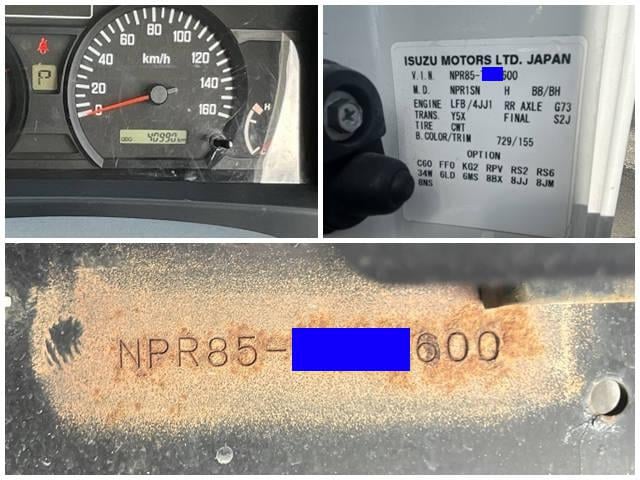 P
0 20 40 60 80 100 120 140 160
km/h
ODO 40990 km
H
ISUZU MOTORS LTD. JAPAN
V.I.N. NPR85- 600
M.D. NPR1SN H BB/BH
ENGINE LFB/4JJ1 RR AXLE G73
TRANS. Y5X FINAL S2J
TIRE CWT
B.COLOR/TRIM 729/155
OPTION
C60 FF0 KG2 RPV RS2 RS6
34W 6LD 6MS 8BX 8JJ 8JM
8NS
NPR85- 600